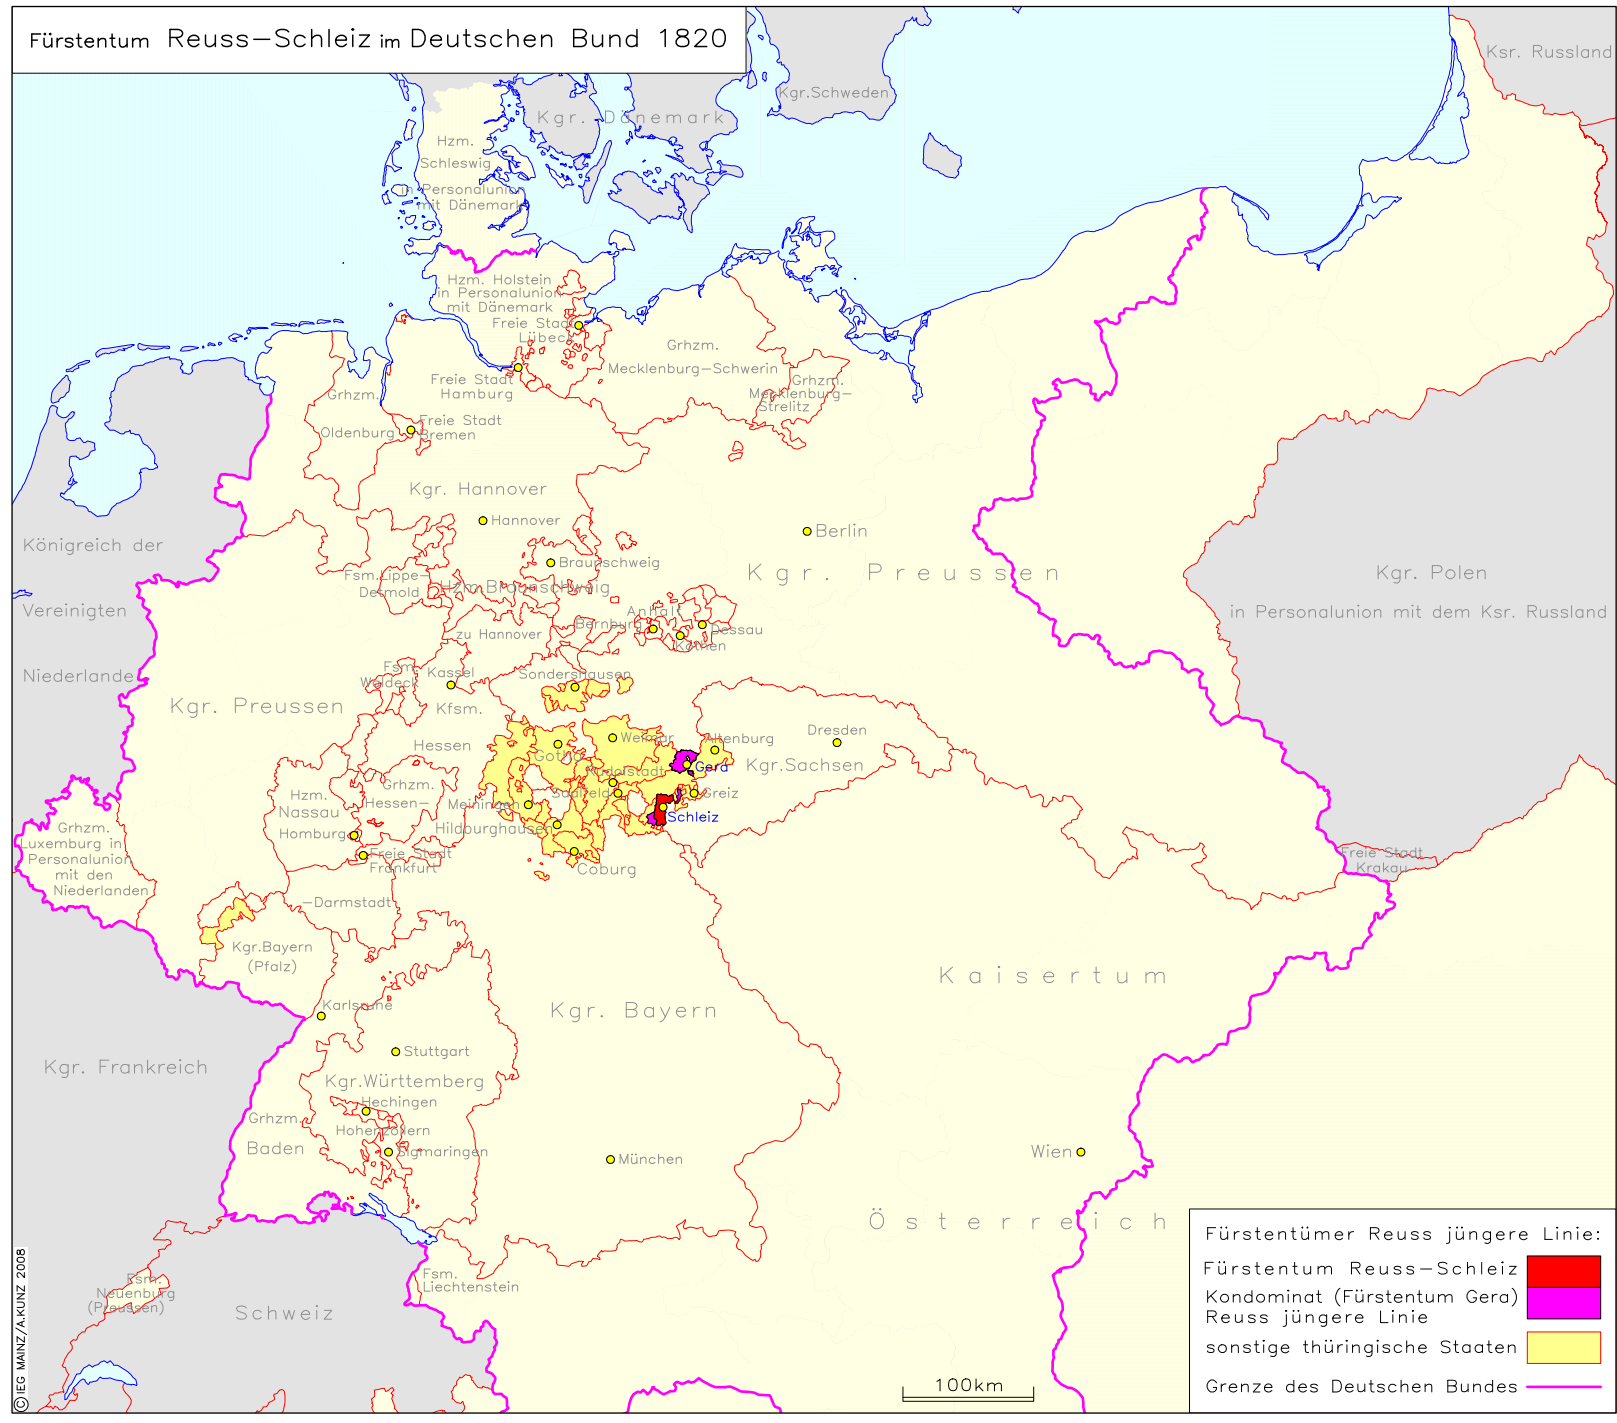 Fürstentum Reuss-Schleiz im Deutschen Bund 1820
Ksr. Russland
Kgr.Schweden
Kgr. Dänemark
Hzm.
Schleswig
in Personalunion
mit Dänemark
Hzm. Holstein
in Personalunion
mit Dänemark
Freie Stadt
Lübeck
Grhzm.
Mecklenburg-Schwerin
Grhzm.
Mecklenburg-
Strelitz
Freie Stadt
Hamburg
Grhzm.
Oldenburg
Freie Stadt
Bremen
Kgr. Hannover
Hannover
Berlin
Braunschweig
Königreich der
Vereinigten
Niederlande
Kgr. Preussen
Kgr. Polen
in Personalunion mit dem Ksr. Russland
Fsm.Lippe-
Detmold
Hzm.Braunschweig
zu Hannover
Anhalt
Bernburg
Dessau
Köthen
Fsm.
Waldeck
Kassel
Kfsm.
Hessen
Sondershausen
Kgr. Preussen
Weimar
Altenburg
Dresden
Gotha
Gera
Kgr.Sachsen
Rudolstadt
Saalfeld
Greiz
Meiningen
Schleiz
Hildburghausen
Coburg
Grhzm.
Hessen-
Hzm.
Nassau
Homburg
Freie Stadt
Frankfurt
-Darmstadt
Grhzm.
Luxemburg in
Personalunion
mit den
Niederlanden
Freie Stadt
Krakau
Kgr.Bayern
(Pfalz)
Kaisertum
Kgr. Bayern
Karlsruhe
Stuttgart
Kgr.Württemberg
Hechingen
Hohenzollern
Sigmaringen
Kgr. Frankreich
Grhzm.
Baden
München
Wien
Österreich
Fsm.
Liechtenstein
Fsm.
Neuenburg
(Preussen)
Schweiz
Fürstentümer Reuss jüngere Linie:
Fürstentum Reuss-Schleiz
Kondominat (Fürstentum Gera)
Reuss jüngere Linie
sonstige thüringische Staaten
Grenze des Deutschen Bundes
100km
© IEG MAINZ/A.KUNZ 2008